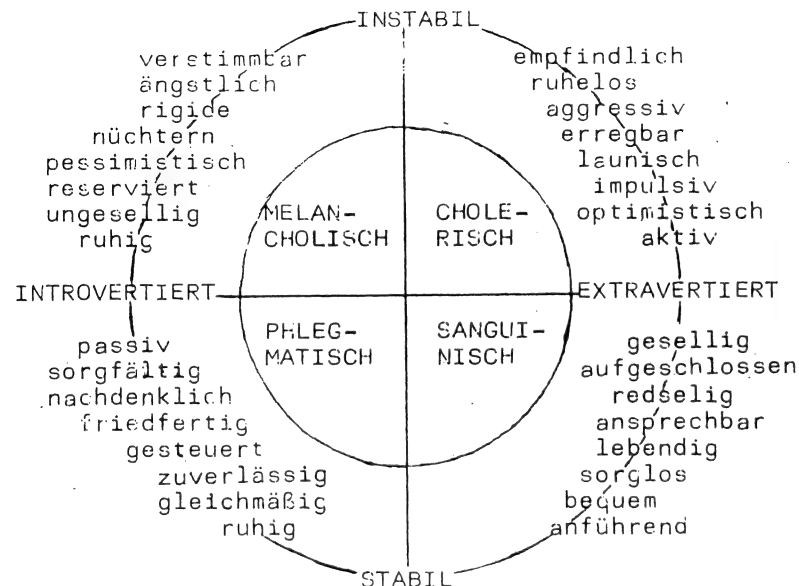 INSTABIL
verstimmbar
ängstlich
rigide
nüchtern
pessimistisch
reserviert
ungesellig
ruhig
empfindlich
ruhelos
aggressiv
erregbar
launisch
impulsiv
optimistisch
aktiv
MELAN-
CHOLISCH
CHOLE-
RISCH
INTROVERTIERT
EXTRAVERTIERT
PHLEG-
MATISCH
SANGUI-
NISCH
passiv
sorgfältig
nachdenklich
friedfertig
gesteuert
zuverlässig
gleichmäßig
ruhig
gesellig
aufgeschlossen
redselig
ansprechbar
lebendig
sorglos
bequem
anführend
STABIL